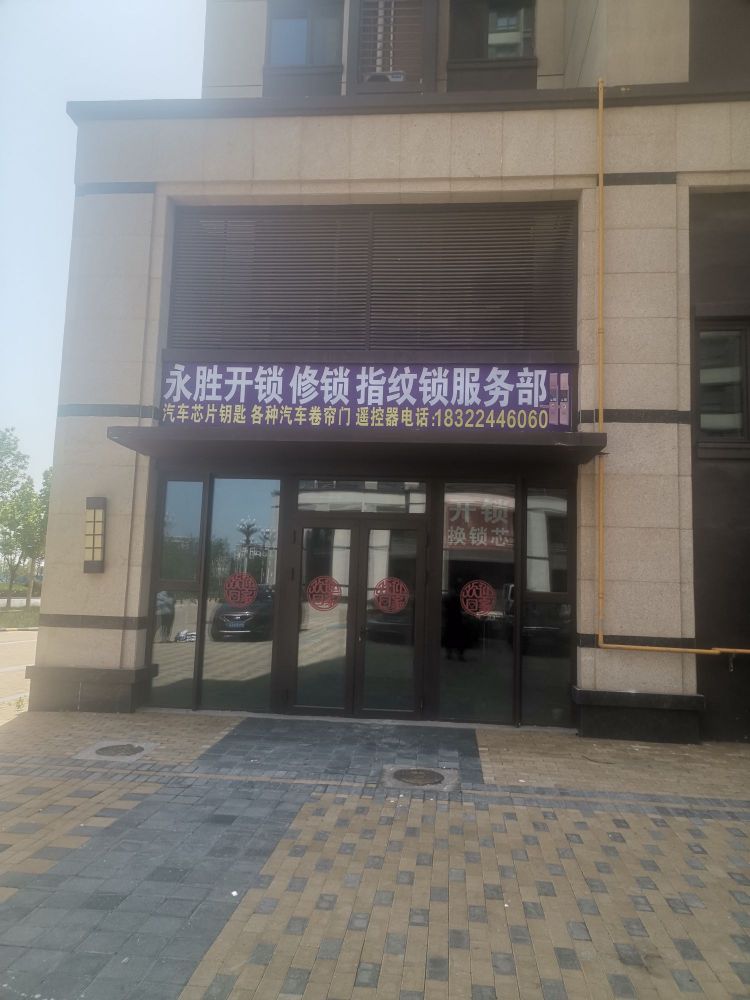 永胜开锁 修锁 指纹锁服务部
汽车芯片钥匙 各种汽车卷帘门 遥控器电话:18322446060
开锁
换锁芯